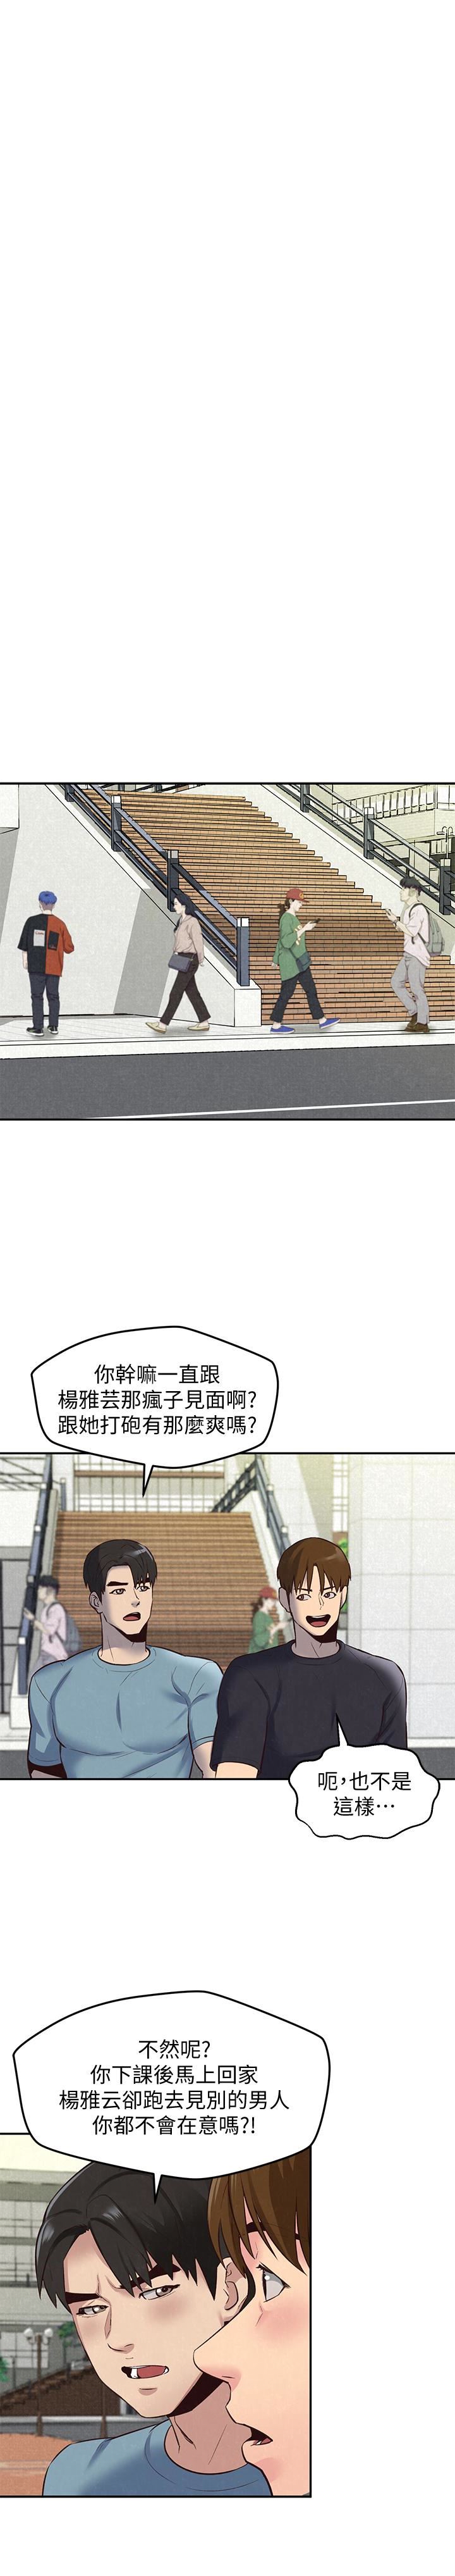 你幹嘛一直跟
楊雅芸那瘋子見面啊?
跟她打砲有那麼爽嗎?
呃，也不是
這樣⋯
不然呢?
你下課後馬上回家
楊雅云卻跑去見別的男人
你都不會在意嗎?!